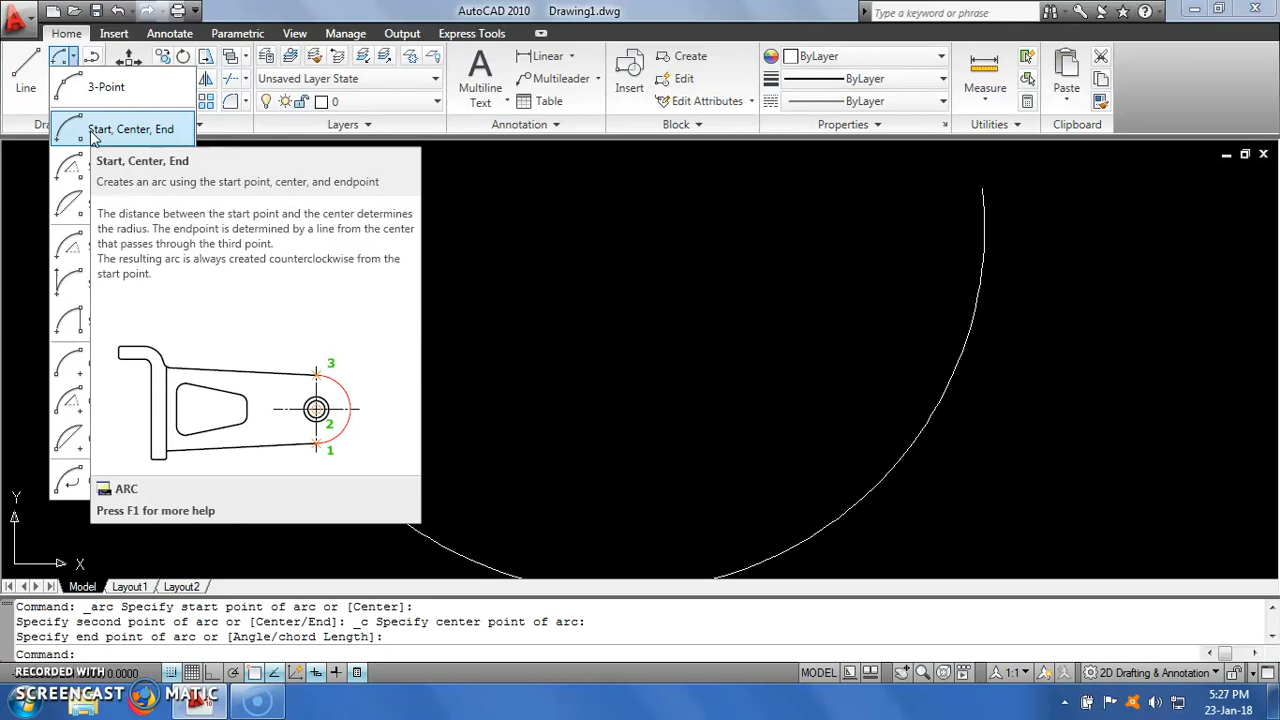 AutoCAD 2010 Drawing1.dwg
Type a keyword or phrase
Home
Insert
Annotate
Parametric
View
Manage
Output
Express Tools
Line
3-Point
Start, Center, End
Unsaved Layer State
0
Layers
Multiline
Text
Linear
Multileader
Table
Annotation
Insert
Create
Edit
Edit Attributes
Block
ByLayer
ByLayer
ByLayer
Properties
Measure
Utilities
Paste
Clipboard
Start, Center, End
Creates an arc using the start point, center, and endpoint
The distance between the start point and the center determines
the radius. The endpoint is determined by a line from the center
that passes through the third point.
The resulting arc is always created counterclockwise from the
start point.
3
2
1
ARC
Press F1 for more help
Y
X
Model
Layout1
Layout2
Command: _arc Specify start point of arc or [Center]:
Specify second point of arc or [Center/End]: _c Specify center point of arc:
Specify end point of arc or [Angle/chord Length]:
Command:
RECORDED WITH
0.0000
MODEL
1:1
2D Drafting & Annotation
SCREENCAST MATIC
5:27 PM
23-Jan-18